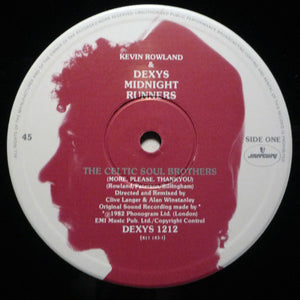 KEVIN ROWLAND
&
DEXYS
MIDNIGHT
RUNNERS
45
SIDE ONE
mercury
THE CELTIC SOUL BROTHERS
(MORE, PLEASE, THANKYOU)
(Rowland/Paterson/Billingham)
Directed and Remixed by
Clive Langer & Alan Winstanley
Original Sound Recording made by *
*℗1982 Phonogram Ltd. (London)
EMI Music Pub. Ltd./Copyright Control
DEXYS 1212